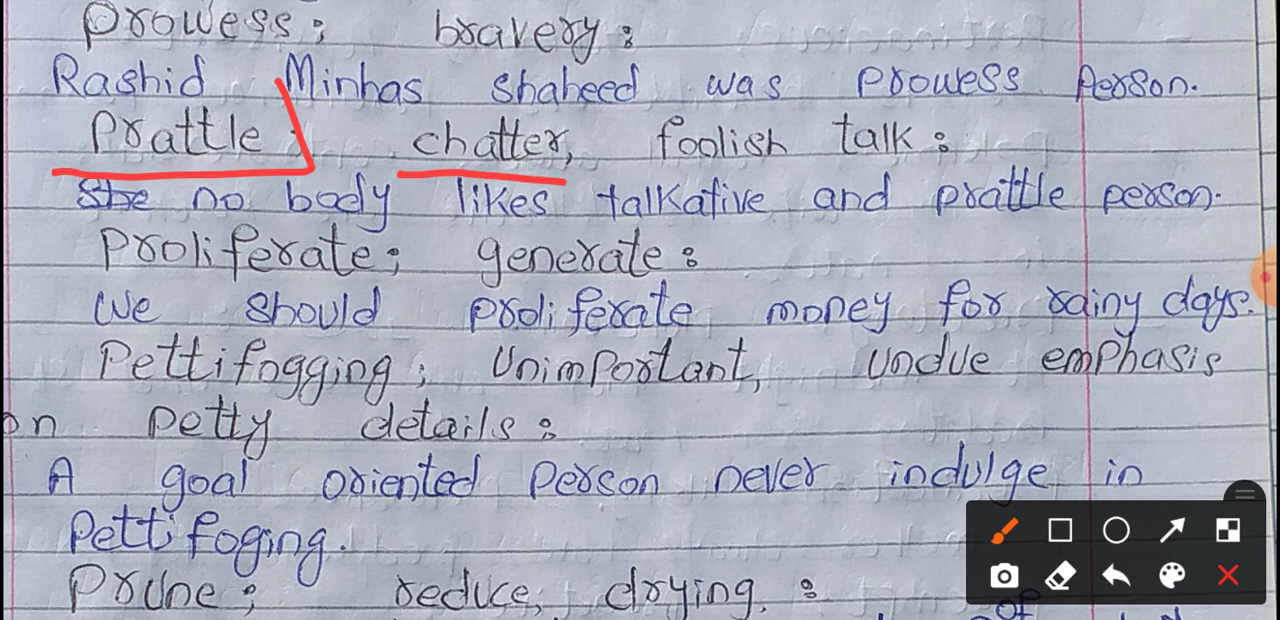 Prowess; bravery:
Rashid Minhas shaheed was prowess person.
Prattle; chatter, foolish talk:
She no body likes talkative and prattle person.
Proliferate; generate:
We should proliferate money for rainy days.
Pettifogging; Unimportant, undue emphasis
on petty details:
A goal oriented person never indulge in
Pettifoging.
Prune; reduce, drying:
of